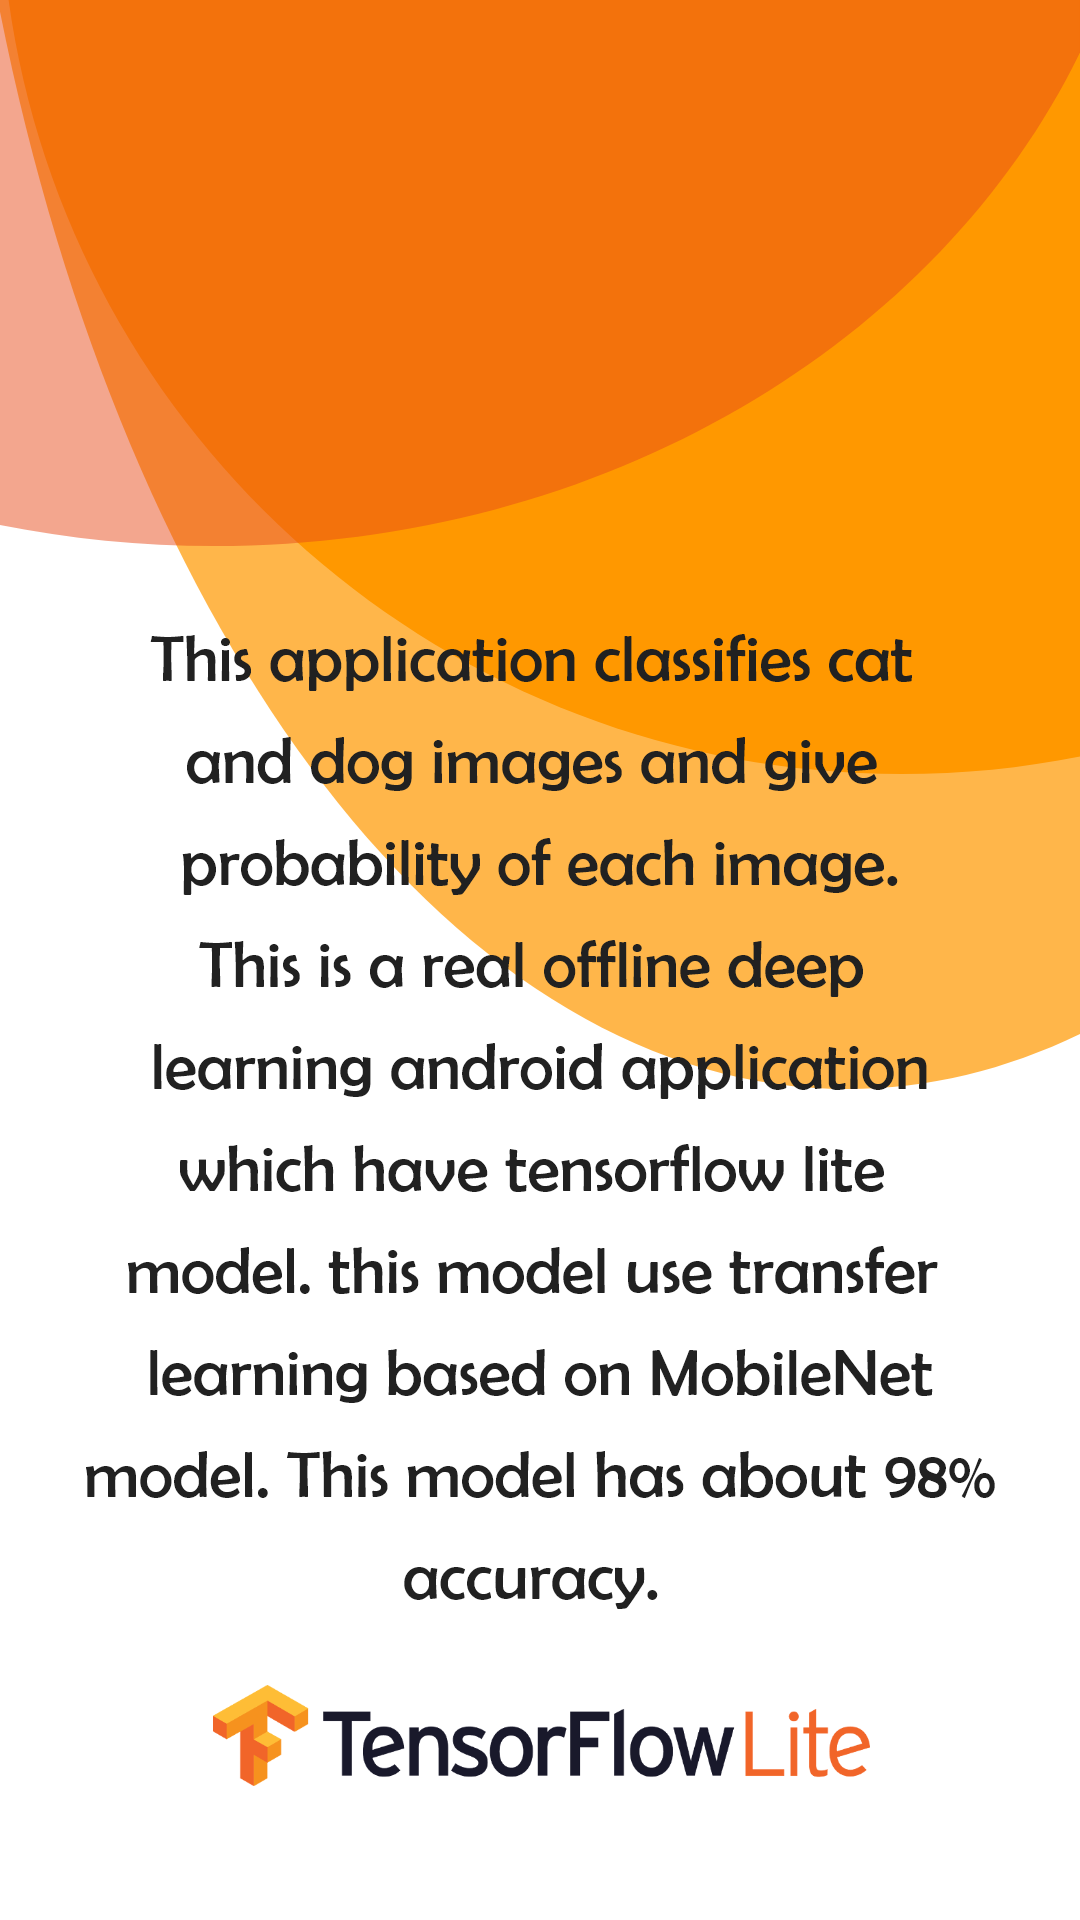 This application classifies cat
and dog images and give
probability of each image.
This is a real offline deep
learning android application
which have tensorflow lite
model. this model use transfer
learning based on MobileNet
model. This model has about 98%
accuracy.
TensorFlow Lite